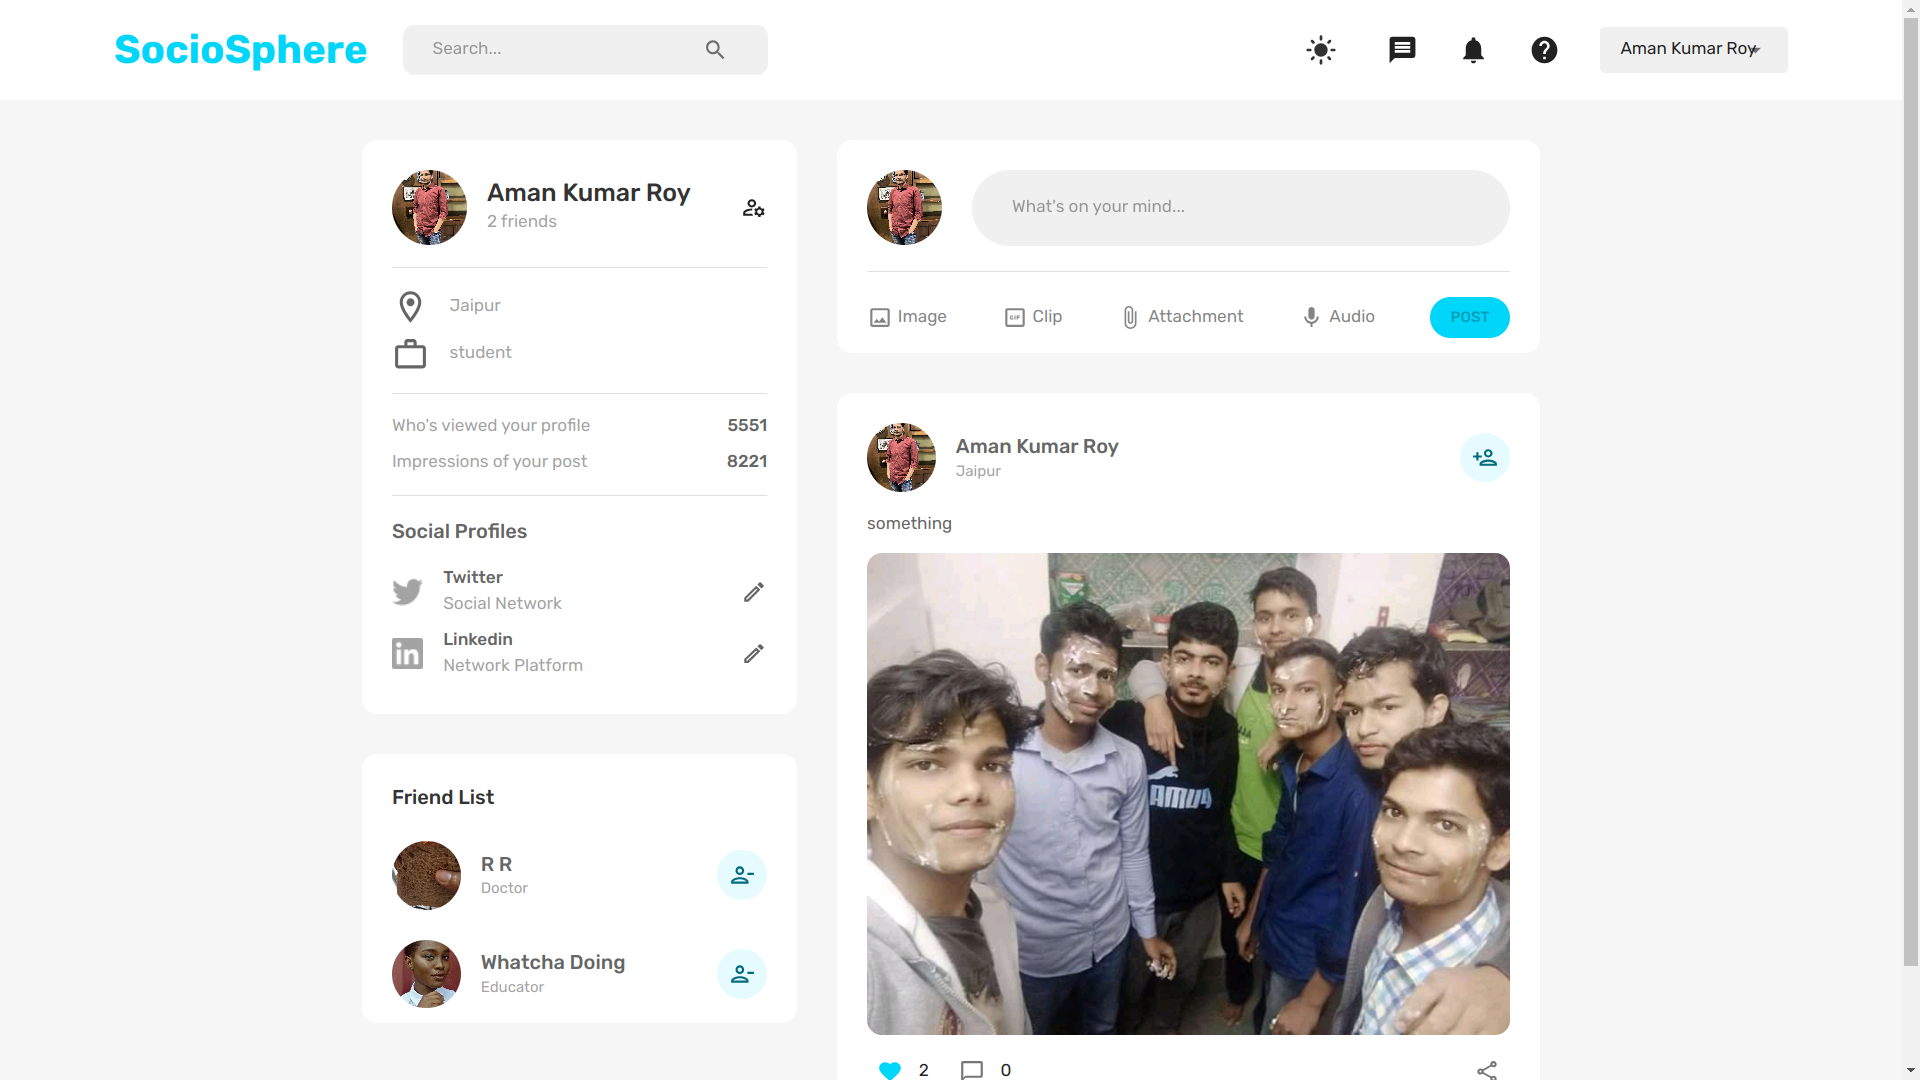 SocioSphere
Search...
Aman Kumar Roy
Aman Kumar Roy
2 friends
Jaipur
student
Who's viewed your profile 5551
Impressions of your post 8221
Social Profiles
Twitter
Social Network
Linkedin
Network Platform
Friend List
R R
Doctor
Whatcha Doing
Educator
What's on your mind...
Image
GIF
Clip
Attachment
Audio
POST
Aman Kumar Roy
Jaipur
something
2
0